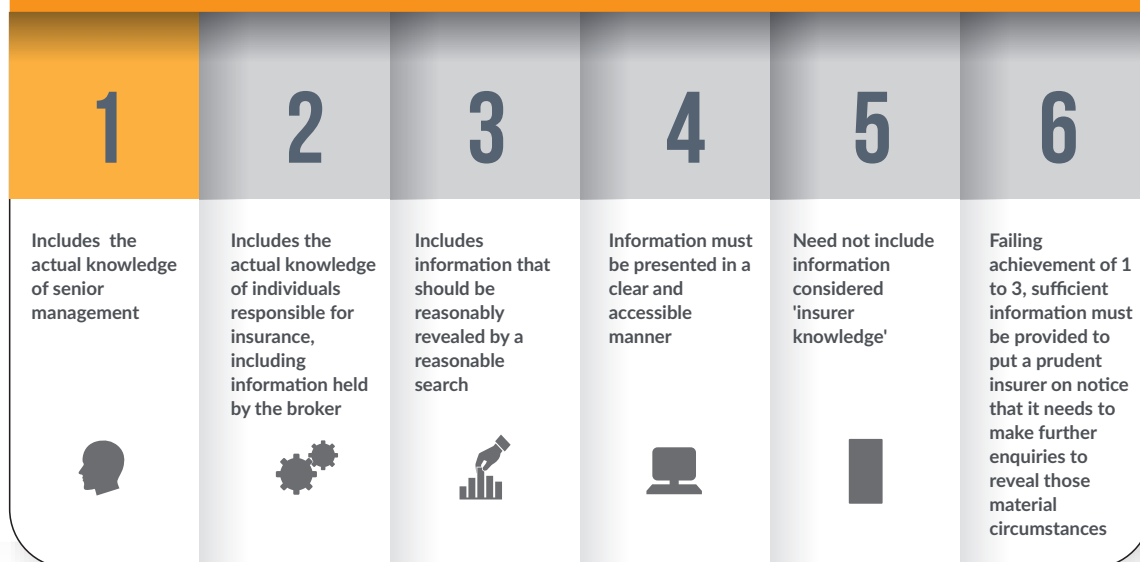 1
Includes the
actual knowledge
of senior
management
2
Includes the
actual knowledge
of individuals
responsible for
insurance,
including
information held
by the broker
3
Includes
information that
should be
reasonably
revealed by a
reasonable
search
4
Information must
be presented in a
clear and
accessible
manner
5
Need not include
information
considered
'insurer
knowledge'
6
Failing
achievement of 1
to 3, sufficient
information must
be provided to
put a prudent
insurer on notice
that it needs to
make further
enquiries to
reveal those
material
circumstances